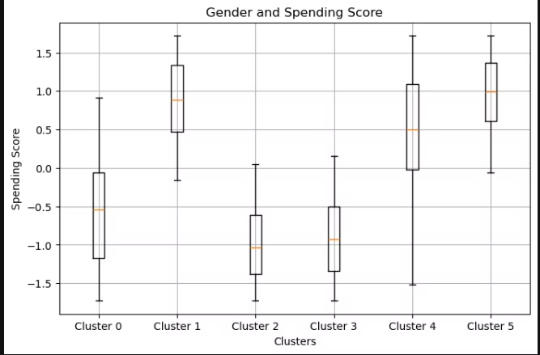 Gender and Spending Score
Spending Score
1.5
1.0
0.5
0.0
−0.5
−1.0
−1.5
Cluster 0 Cluster 1 Cluster 2 Cluster 3 Cluster 4 Cluster 5
Clusters